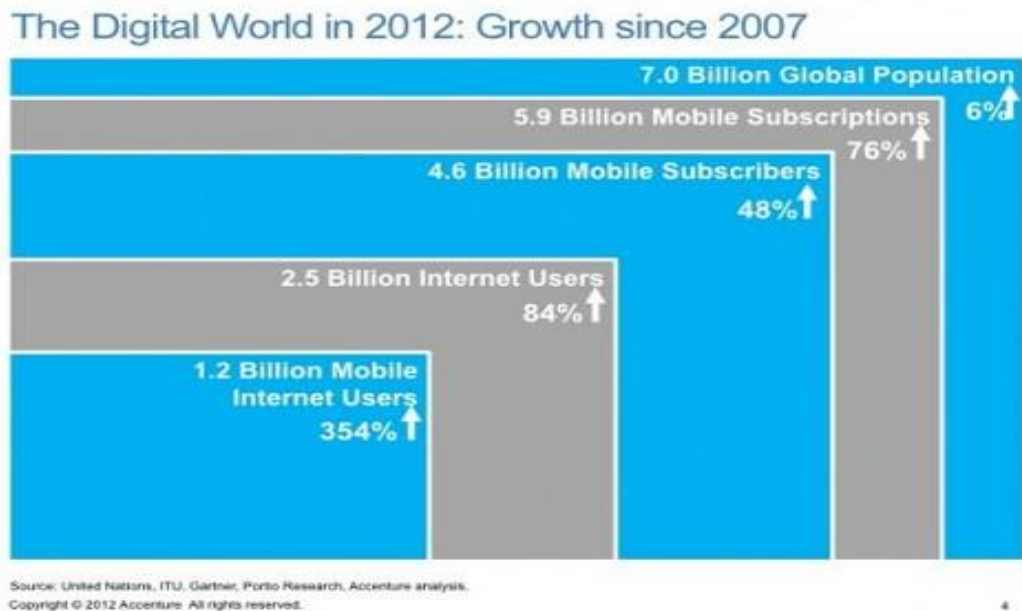 The Digital World in 2012: Growth since 2007
7.0 Billion Global Population
6%
5.9 Billion Mobile Subscriptions
76%
4.6 Billion Mobile Subscribers
48%
2.5 Billion Internet Users
84%
1.2 Billion Mobile
Internet Users
354%
Source: United Nations, ITU, Gartner, Portio Research, Accenture analysis.
Copyright © 2012 Accenture All rights reserved.
4